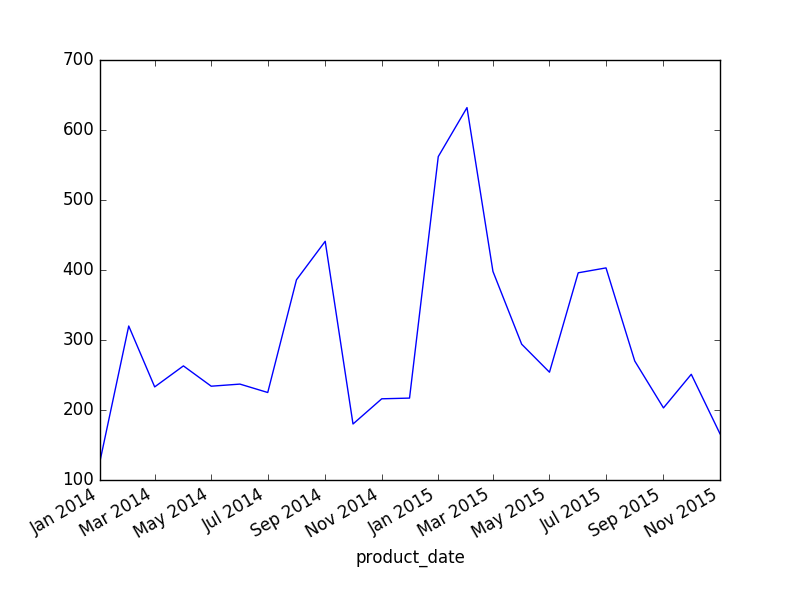 700
600
500
400
300
200
100
Jan 2014
Mar 2014
May 2014
Jul 2014
Sep 2014
Nov 2014
Jan 2015
Mar 2015
May 2015
Jul 2015
Sep 2015
Nov 2015
product_date